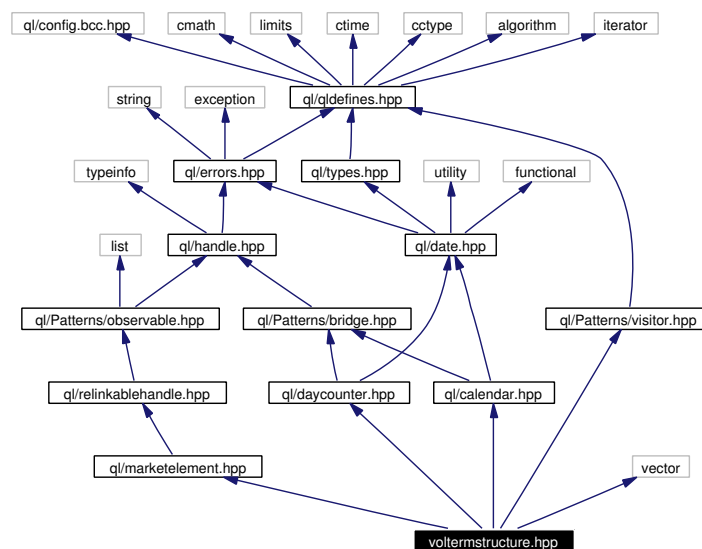 ql/config.bcc.hpp
cmath
limits
ctime
cctype
algorithm
iterator
string
exception
ql/qldefines.hpp
typeinfo
ql/errors.hpp
ql/types.hpp
utility
functional
list
ql/handle.hpp
ql/date.hpp
ql/Patterns/observable.hpp
ql/Patterns/bridge.hpp
ql/Patterns/visitor.hpp
ql/relinkablehandle.hpp
ql/daycounter.hpp
ql/calendar.hpp
ql/marketelement.hpp
vector
voltermstructure.hpp